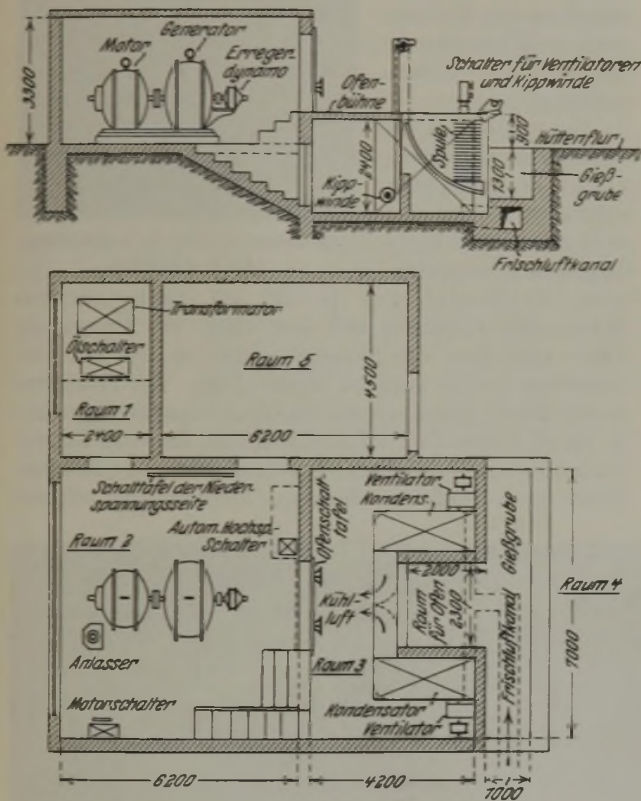 Motor
Generator
Erreger-
dynamo
3300
Ofen-
bühne
Schalter für Ventilatoren
und Kippwinde
2400
Kipp-
winde
Spule
900
1300
Hüttenflur
Gieß-
grube
Frischluftkanal
Transformator
Ölschalter
Raum 1
2400
Raum 5
6200
4500
Schalttafel der Nieder-
spannungsseite
Raum 2
Autom. Hochsp.-
Schalter
Ofenschalt-
tafel
Ventilator
Kondens.
2000
Gießgrube
Raum 4
Kühl-
luft
Raum
für Ofen
2300
7000
Anlasser
Raum 3
Frischluftkanal
Motorschalter
Kondensator
Ventilator
6200
4200
1000